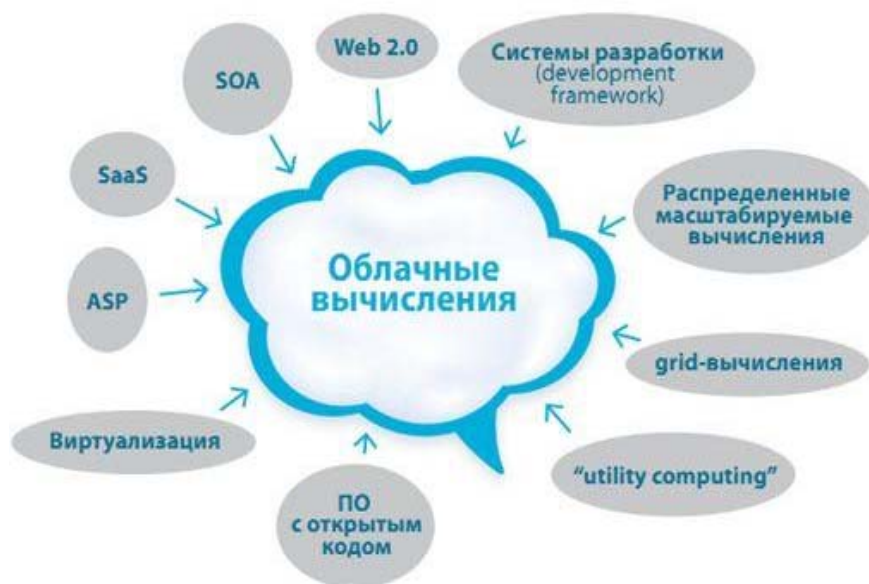 Web 2.0
Системы разработки
(development
framework)
SOA
SaaS
Распределенные
масштабируемые
вычисления
Облачные
вычисления
ASP
grid-вычисления
Виртуализация
"utility computing"
ПО
с открытым
кодом